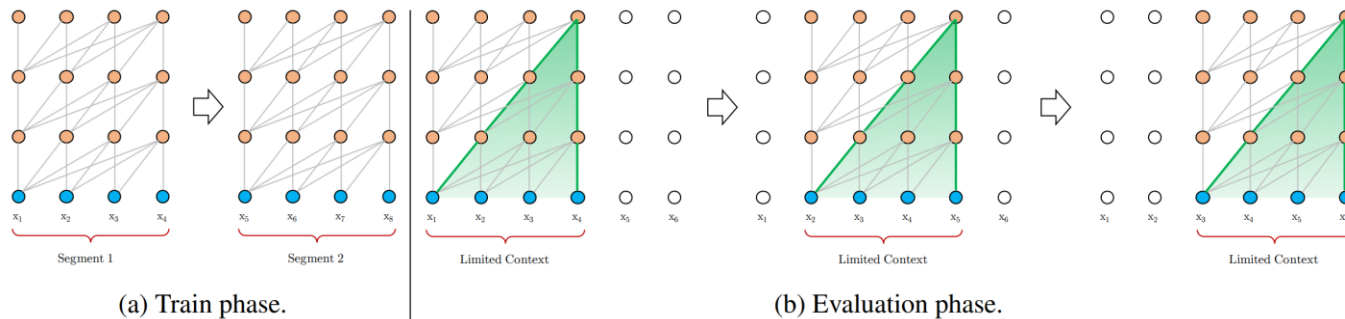 x₁ x₂ x₃ x₄ x₅ x₆ x₇ x₈ x₁ x₂ x₃ x₄ x₅ x₆ x₁ x₂ x₃ x₄ x₅ x₆ x₁ x₂ x₃ x₄ x₅
Segment 1 Segment 2 Limited Context Limited Context Limited Context
(a) Train phase. (b) Evaluation phase.